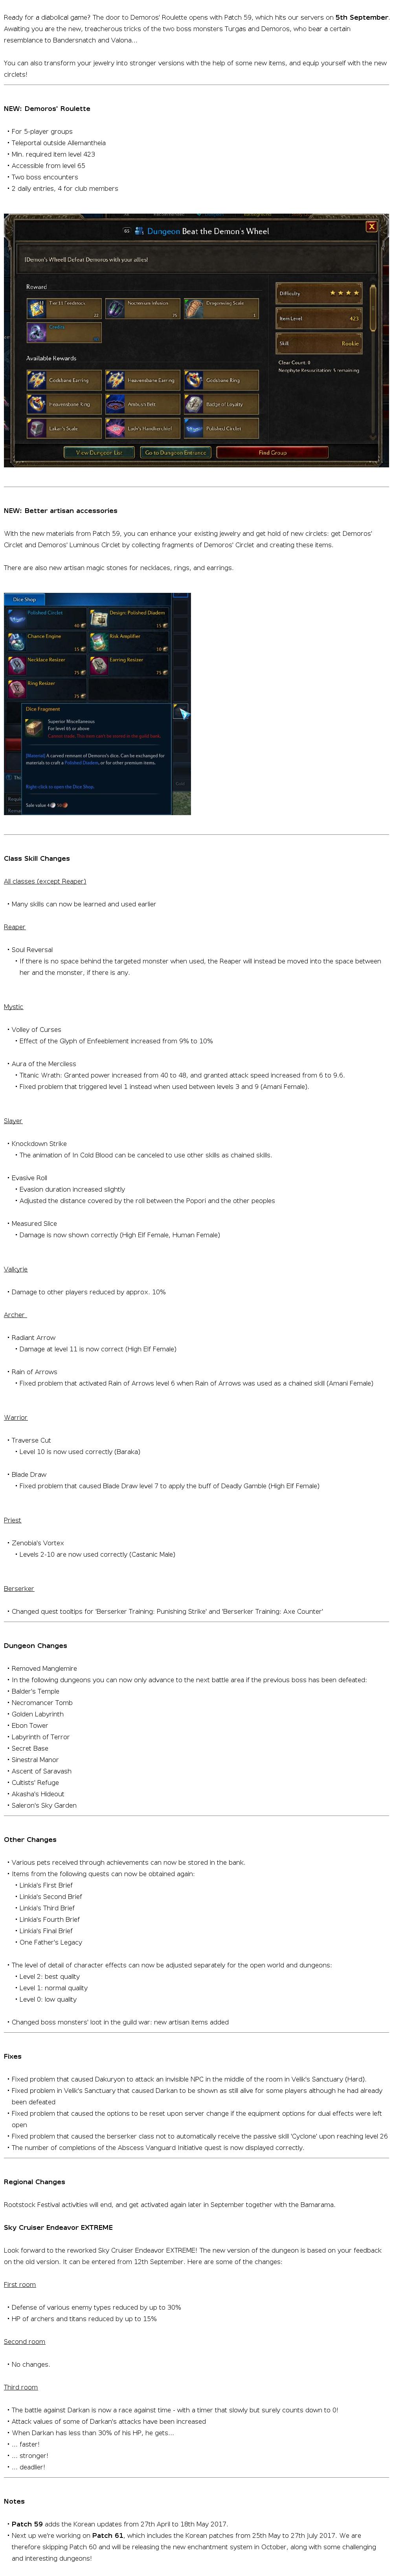 Ready for a diabolical game? The door to Demoros' Roulette opens with Patch 59, which hits our servers on 5th September.
Awaiting you are the new, treacherous tricks of the two boss monsters Turgas and Demoros, who bear a certain
resemblance to Bandersnatch and Valona...
You can also transform your jewelry into stronger versions with the help of some new items, and equip yourself with the new
circlets!
NEW: Demoros' Roulette
• For 5-player groups
• Teleportal outside Allemantheia
• Min. required item level 423
• Accessible from level 65
• Two boss encounters
• 2 daily entries, 4 for club members
65 Dungeon Beat the Demon's Wheel
[Demon's Wheel] Defeat Demoros with your allies!
Reward
Tier 11 Feedstock
Noctenium Infusion
Dragonwing Scale
Available Rewards
Godsbane Earring
Heavensbane Earring
Godsbane Ring
Heavensbane Ring
Badge of Loyalty
Lakan's Scale
Lady's Handkerchief
Polished Circlet
Difficulty ★ ★ ★ ★
Item Level 423
Skill Rookie
Clear Count: 0
Neophyte Resuscitation: 5 remaining
View Dungeon List
Go to Dungeon Entrance
Find Group
NEW: Better artisan accessories
With the new materials from Patch 59, you can enhance your existing jewelry and get hold of new circlets: get Demoros'
Circlet and Demoros' Luminous Circlet by collecting fragments of Demoros' Circlet and creating these items.
There are also new artisan magic stones for necklaces, rings, and earrings.
Dice Shop
Polished Circlet
Design: Polished Diadem
Chance Engine
Risk Amplifier
Necklace Resizer
Earring Resizer
Ring Resizer
Dice Fragment
Superior Miscellaneous
For level 65 or above
[Material] A carved remnant of Demoros's dice. Can be exchanged for
materials to craft a Polished Diadem, or for other premium items.
Right-click to open the Dice Shop.
Sale value 4
Class Skill Changes
All classes (except Reaper)
• Many skills can now be learned and used earlier
Reaper
• Soul Reversal
• If there is no space behind the targeted monster when used, the Reaper will instead be moved into the space between
her and the monster, if there is any.
Mystic
• Volley of Curses
• Effect of the Glyph of Enfeeblement increased from 9% to 10%
• Aura of the Merciless
• Titanic Wrath: Granted power increased from 40 to 48, and granted attack speed increased from 6 to 9.6.
• Fixed problem that triggered level 1 instead when used between levels 3 and 9 (Amani Female).
Slayer
• Knockdown Strike
• The animation of In Cold Blood can be canceled to use other skills as chained skills.
• Evasive Roll
• Evasion duration increased slightly
• Adjusted the distance covered by the roll between the Popori and the other peoples
• Measured Slice
• Damage is now shown correctly (High Elf Female, Human Female)
Valkyrie
• Damage to other players reduced by approx. 10%
Archer
• Radiant Arrow
• Damage at level 11 is now correct (High Elf Female)
• Rain of Arrows
• Fixed problem that activated Rain of Arrows level 6 when Rain of Arrows was used as a chained skill (Amani Female)
Warrior
• Traverse Cut
• Level 10 is now used correctly (Baraka)
• Blade Draw
• Fixed problem that caused Blade Draw level 7 to apply the buff of Deadly Gamble (High Elf Female)
Priest
• Zenobia's Vortex
• Levels 2-10 are now used correctly (Castanic Male)
Berserker
• Changed quest tooltips for 'Berserker Training: Punishing Strike' and 'Berserker Training: Axe Counter'
Dungeon Changes
• Removed Manglemire
• In the following dungeons you can now only advance to the next battle area if the previous boss has been defeated:
• Balder's Temple
• Necromancer Tomb
• Golden Labyrinth
• Ebon Tower
• Labyrinth of Terror
• Secret Base
• Sinestral Manor
• Ascent of Saravash
• Cultists' Refuge
• Akasha's Hideout
• Saleron's Sky Garden
Other Changes
• Various pets received through achievements can now be stored in the bank.
• Items from the following quests can now be obtained again:
• Linkia's First Brief
• Linkia's Second Brief
• Linkia's Third Brief
• Linkia's Fourth Brief
• Linkia's Final Brief
• One Father's Legacy
• The level of detail of character effects can now be adjusted separately for the open world and dungeons:
• Level 2: best quality
• Level 1: normal quality
• Level 0: low quality
• Changed boss monsters' loot in the guild war: new artisan items added
Fixes
• Fixed problem that caused Dakuryon to attack an invisible NPC in the middle of the room in Velik's Sanctuary (Hard).
• Fixed problem in Velik's Sanctuary that caused Darkan to be shown as still alive for some players although he had already
been defeated
• Fixed problem that caused the options to be reset upon server change if the equipment options for dual effects were left
open
• Fixed problem that caused the berserker class not to automatically receive the passive skill 'Cyclone' upon reaching level 26
• The number of completions of the Abscess Vanguard Initiative quest is now displayed correctly.
Regional Changes
Rootstock Festival activities will end, and get activated again later in September together with the Bamarama.
Sky Cruiser Endeavor EXTREME
Look forward to the reworked Sky Cruiser Endeavor EXTREME! The new version of the dungeon is based on your feedback
on the old version. It can be entered from 12th September. Here are some of the changes:
First room
• Defense of various enemy types reduced by up to 30%
• HP of archers and titans reduced by up to 15%
Second room
• No changes.
Third room
• The battle against Darkan is now a race against time - with a timer that slowly but surely counts down to 0!
• Attack values of some of Darkan's attacks have been increased
• When Darkan has less than 30% of his HP, he gets...
• ... faster!
• ... stronger!
• ... deadlier!
Notes
• Patch 59 adds the Korean updates from 27th April to 18th May 2017.
• Next up we're working on Patch 61, which includes the Korean patches from 25th May to 27th July 2017. We are
therefore skipping Patch 60 and will be releasing the new enchantment system in October, along with some challenging
and interesting dungeons!